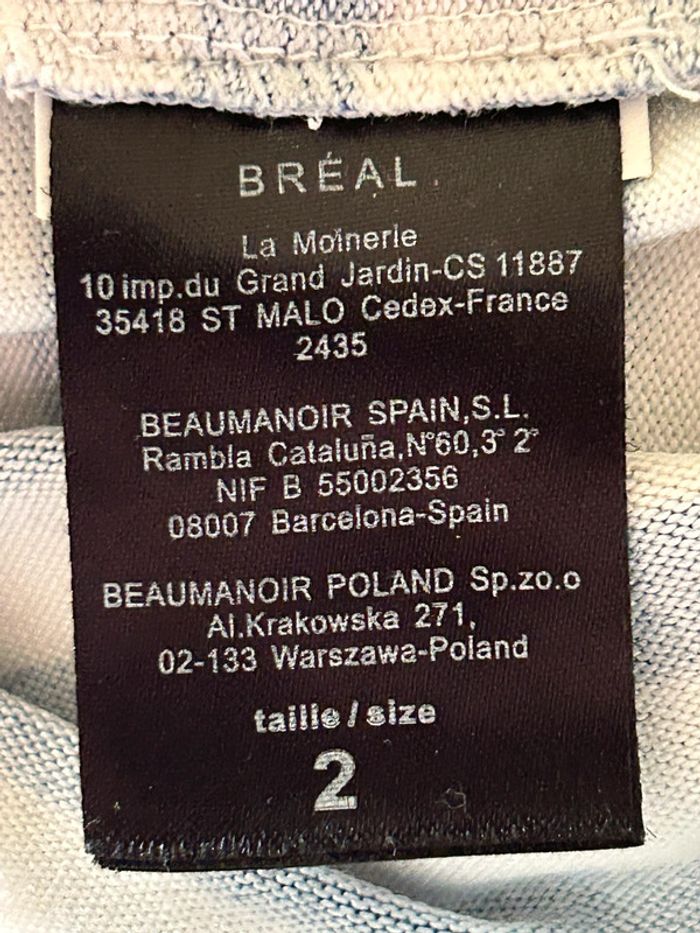 BRÉAL
La Moinerie
10 imp.du Grand Jardin-CS 11887
35418 ST MALO Cedex-France
2435
BEAUMANOIR SPAIN,S.L.
Rambla Cataluña,N°60,3° 2ª
NIF B 55002356
08007 Barcelona-Spain
BEAUMANOIR POLAND Sp.zo.o
Al.Krakowska 271,
02-133 Warszawa-Poland
taille / size
2